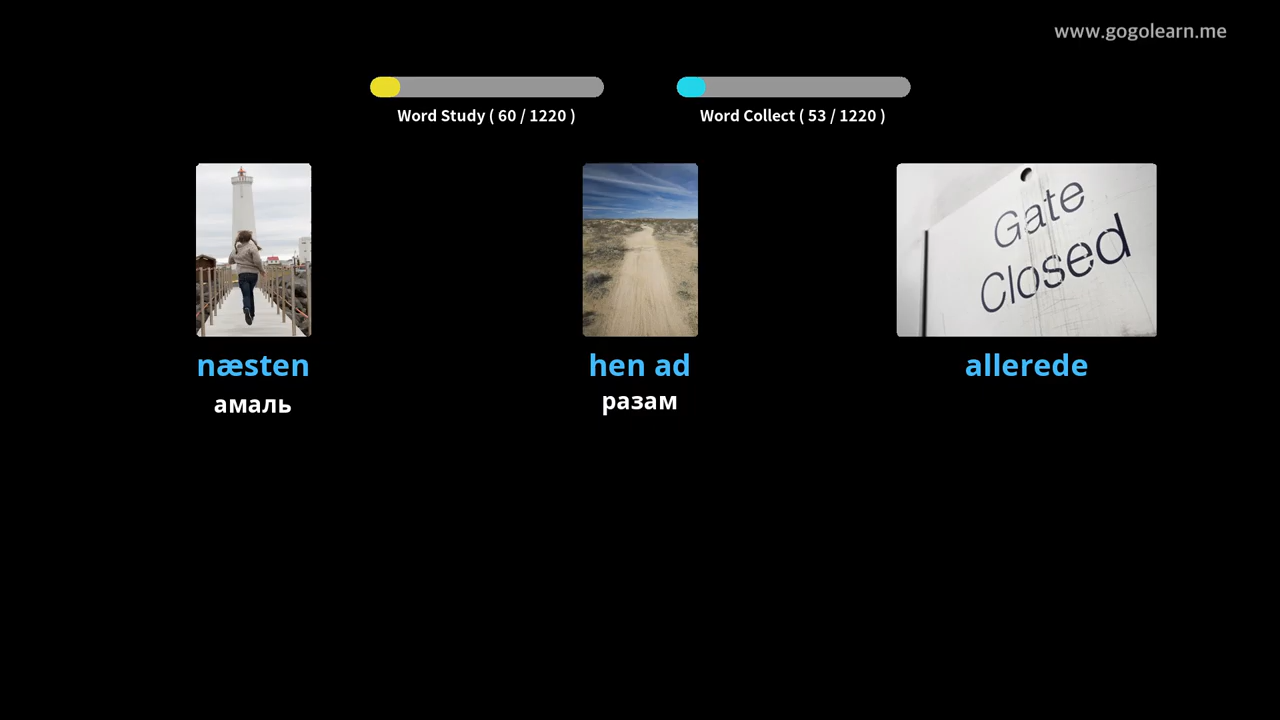 www.gogolearn.me
Word Study ( 60 / 1220 )
Word Collect ( 53 / 1220 )
Gate
Closed
næsten
hen ad
allerede
амаль
разам